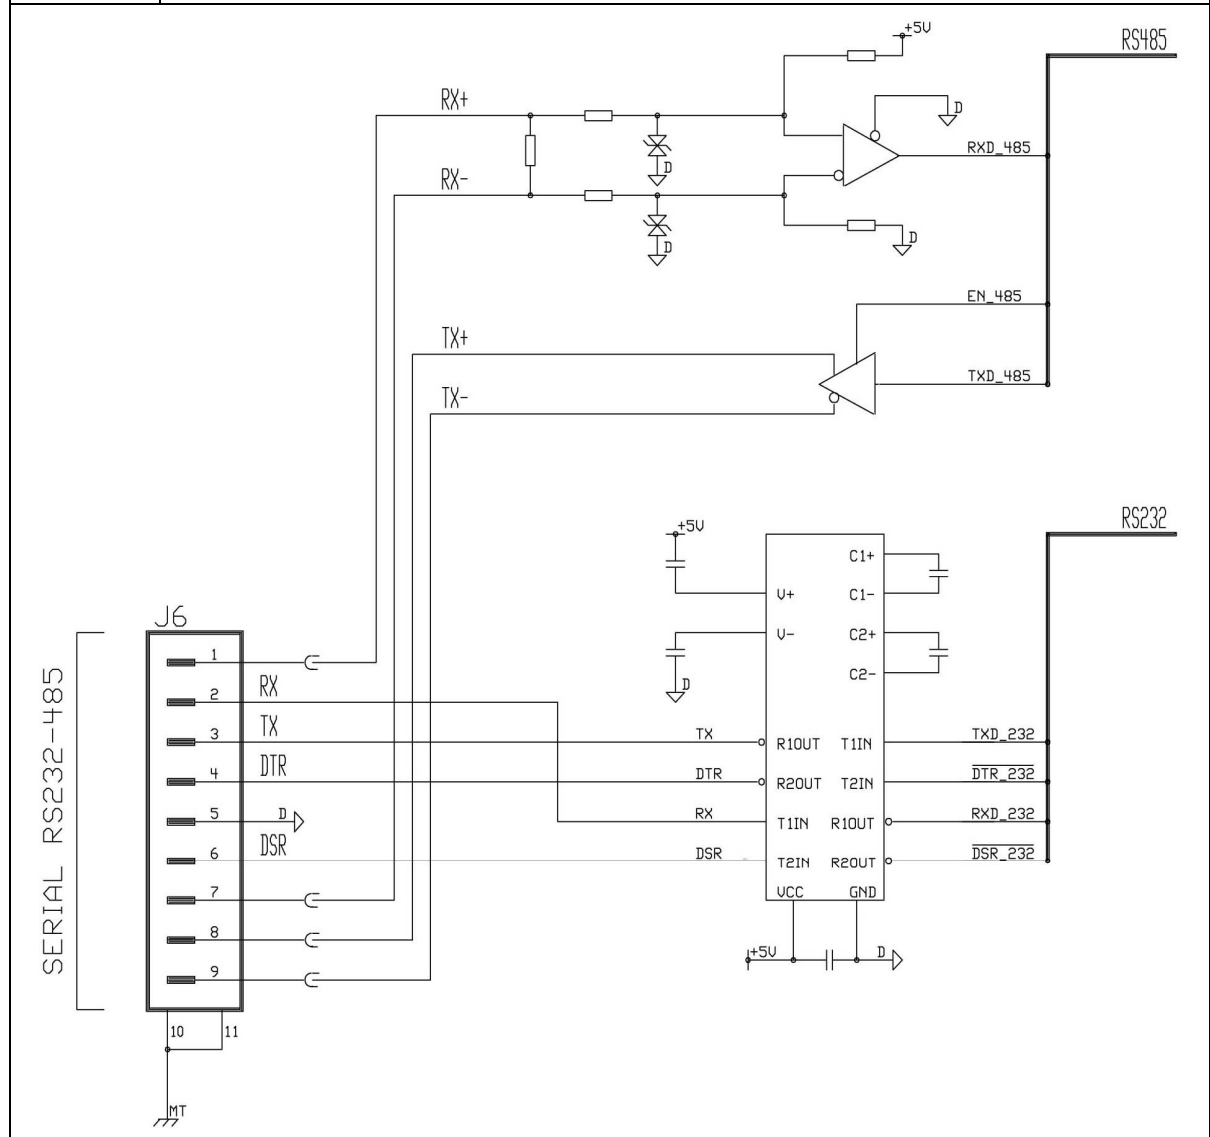 +5V
RS485
RX+
D
RXD_485
D
RX-
D
D
EN_485
TX+
TXD_485
TX-
RS232
+5V
C1+
V+ C1-
J6
V- C2+
1
C2-
RX
2
D
TX
3 TX R1OUT T1IN TXD_232
DTR
4 DTR R2OUT T2IN DTR_232
5 D RX T1IN R1OUT RXD_232
DSR
6 DSR T2IN R2OUT DSR_232
7 VCC GND
8
+5V D
9
SERIAL RS232-485
10 11
MT